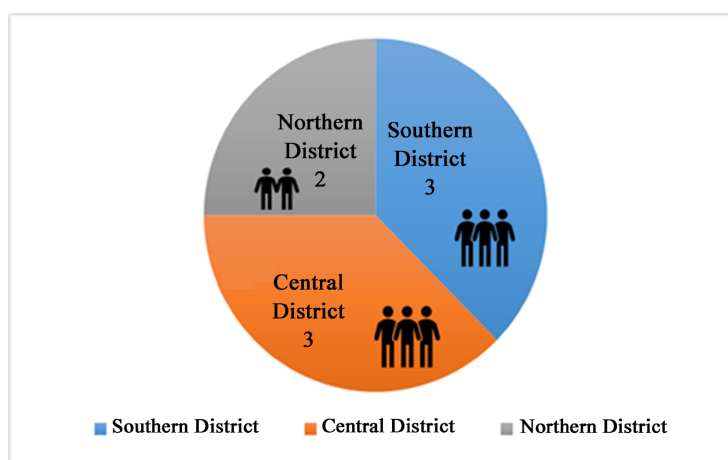 Northern
District
2
Southern
District
3
Central
District
3
Southern District Central District Northern District